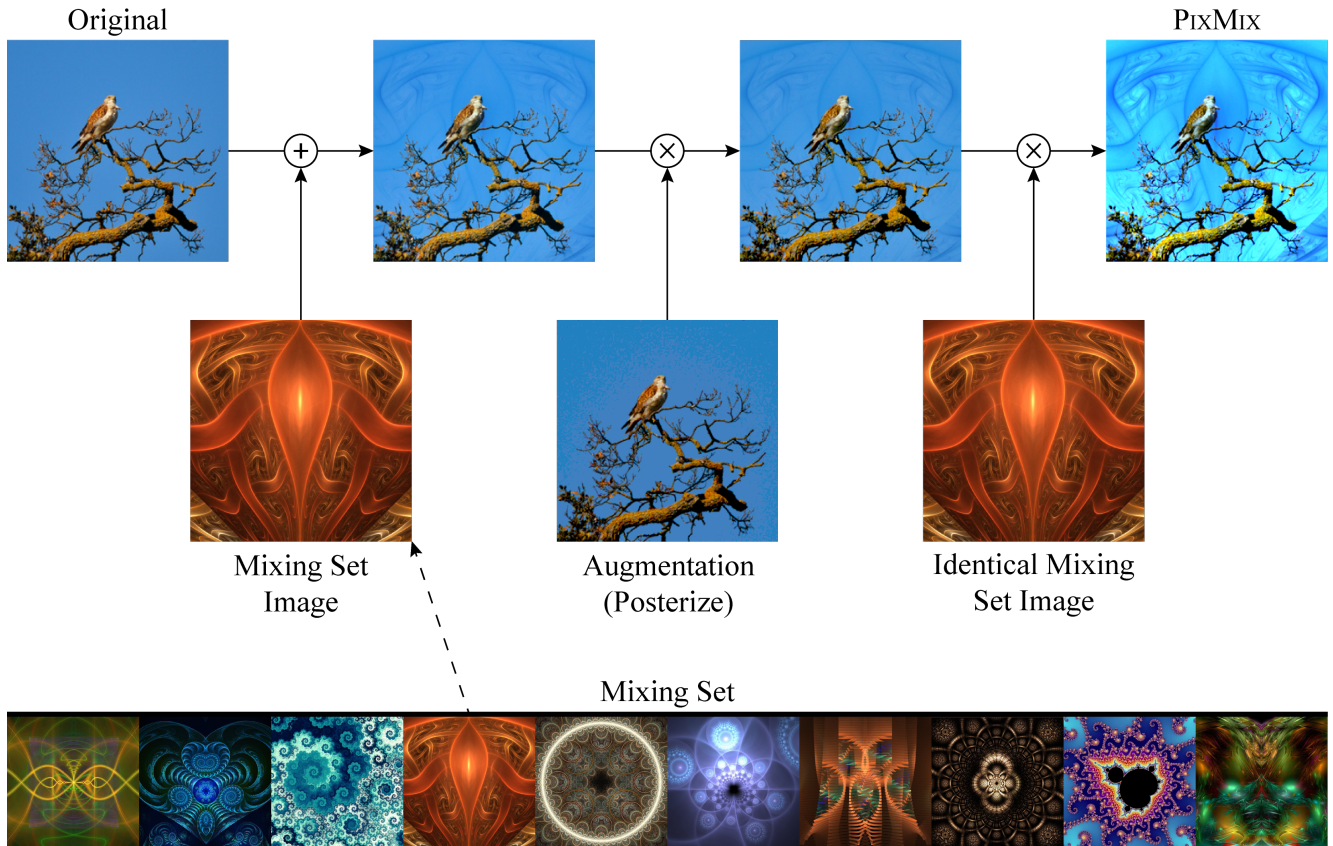 Original
PIXMIX
Mixing Set
Image
Augmentation
(Posterize)
Identical Mixing
Set Image
Mixing Set